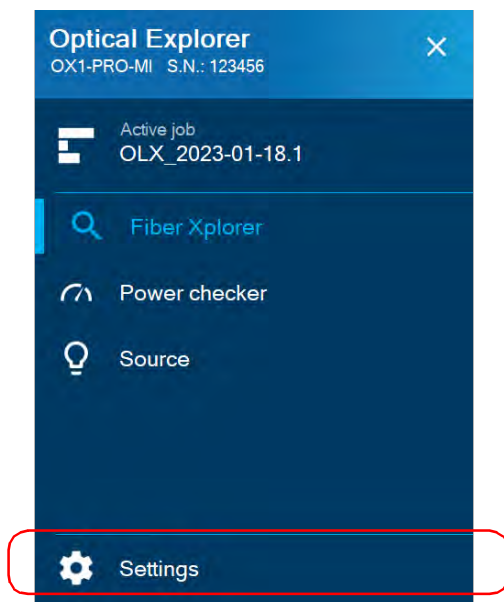 Optical Explorer
OX1-PRO-MI S.N.: 123456
Active job
OLX_2023-01-18.1
Fiber Xplorer
Power checker
Source
Settings